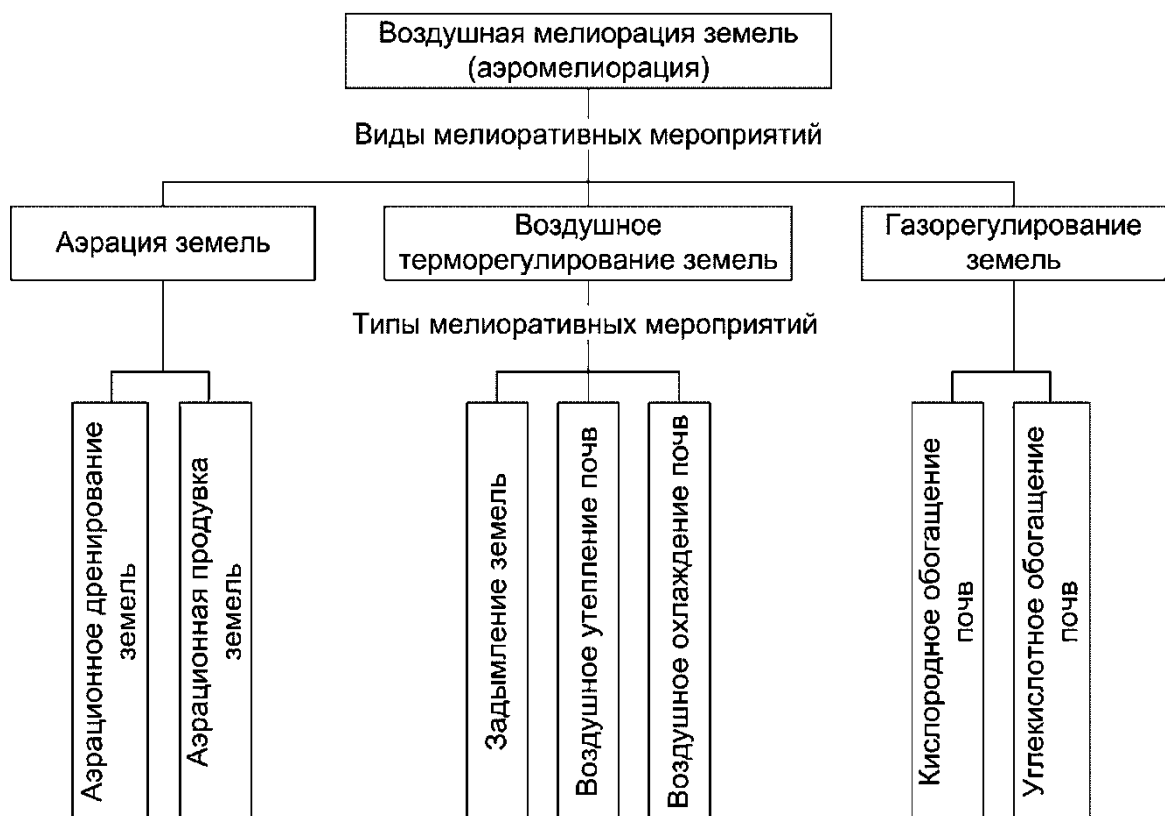 Воздушная мелиорация земель
(аэромелиорация)
Виды мелиоративных мероприятий
Аэрация земель
Воздушное
терморегулирование земель
Газорегулирование
земель
Типы мелиоративных мероприятий
Аэрационное дренирование
земель
Аэрационная продувка
земель
Задымление земель
Воздушное утепление почв
Воздушное охлаждение почв
Кислородное обогащение
почв
Углекислотное обогащение
почв